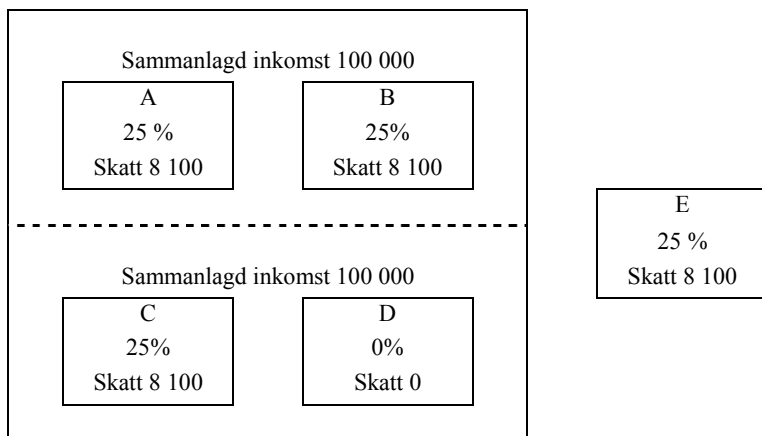 Sammanlagd inkomst 100 000
A
25 %
Skatt 8 100
B
25%
Skatt 8 100
E
25 %
Skatt 8 100
Sammanlagd inkomst 100 000
C
25%
Skatt 8 100
D
0%
Skatt 0